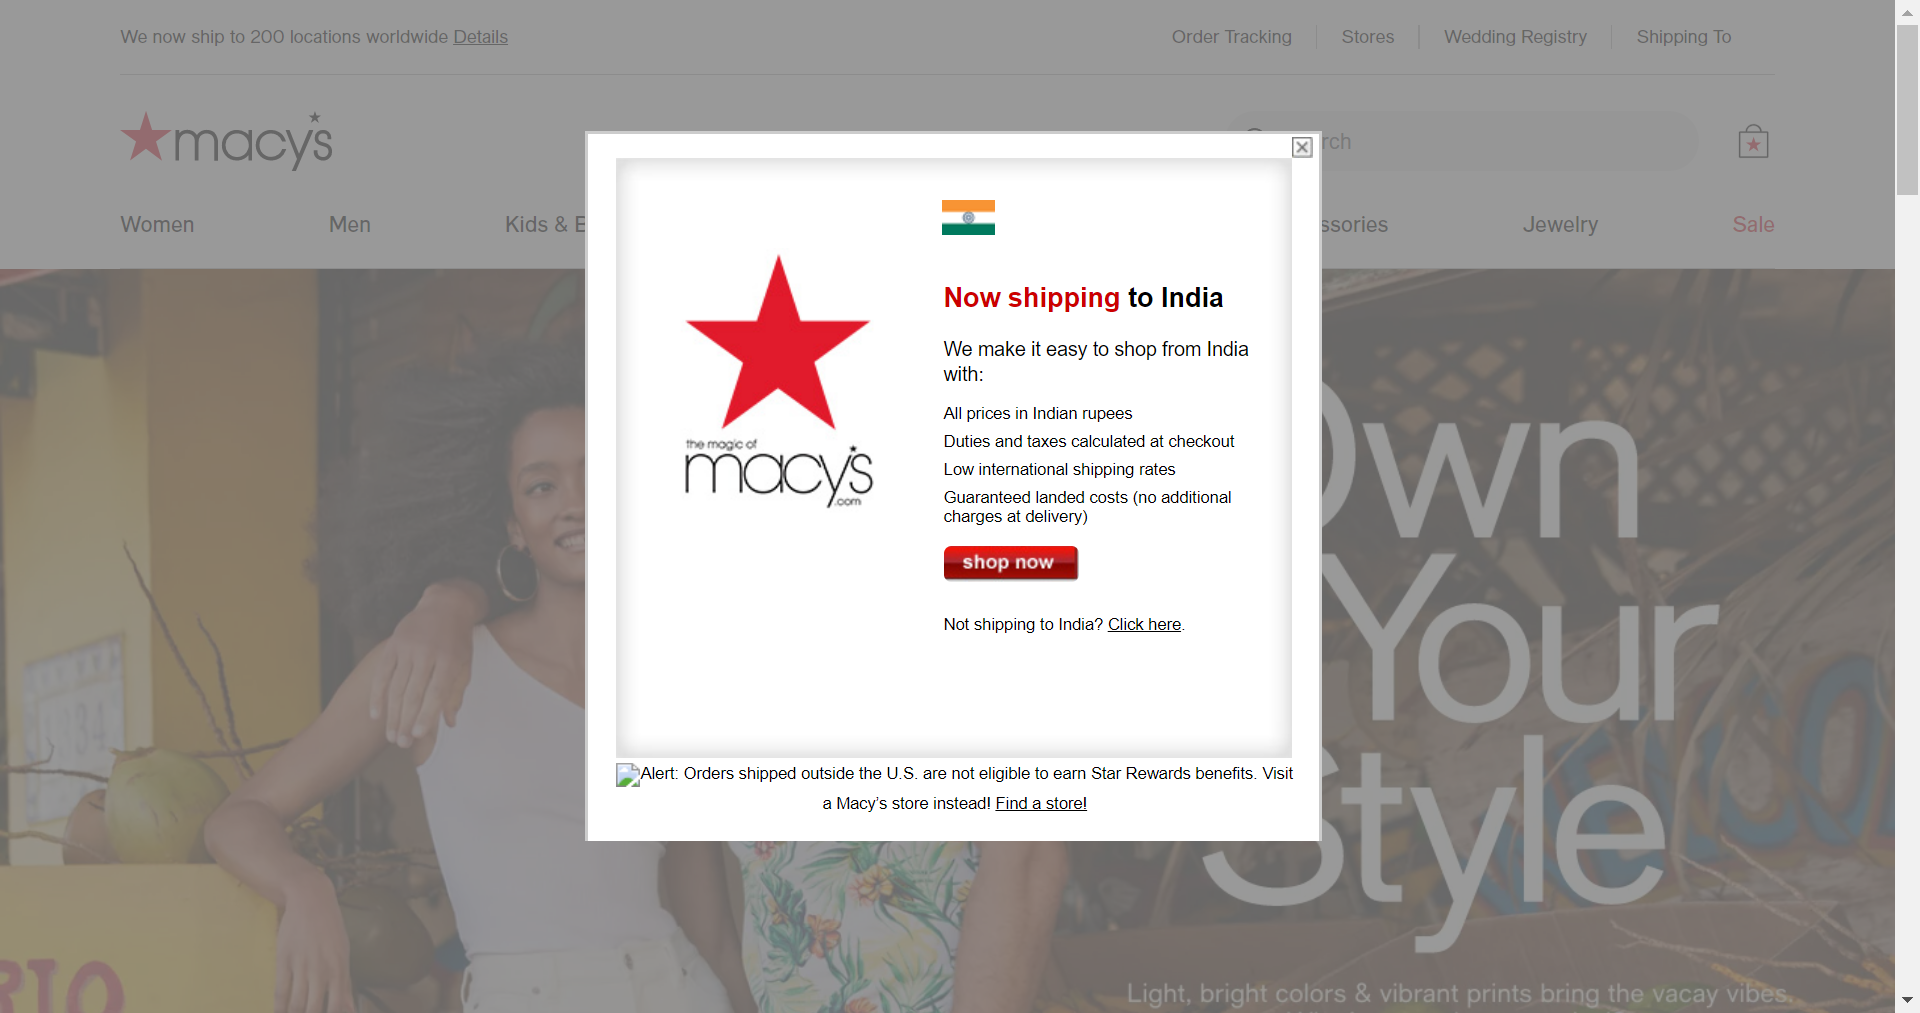 We now ship to 200 locations worldwide Details
Order Tracking
Stores
Wedding Registry
Shipping To
macy's
Women
Men
Kids &
Jewelry
Sale
Now shipping to India
We make it easy to shop from India
with:
All prices in Indian rupees
Duties and taxes calculated at checkout
Low international shipping rates
Guaranteed landed costs (no additional
charges at delivery)
shop now
Not shipping to India? Click here.
the magic of
macy's
.com
Alert: Orders shipped outside the U.S. are not eligible to earn Star Rewards benefits. Visit
a Macy’s store instead! Find a store!
Own
Your
Style
Light, bright colors & vibrant prints bring the vacay vibes.